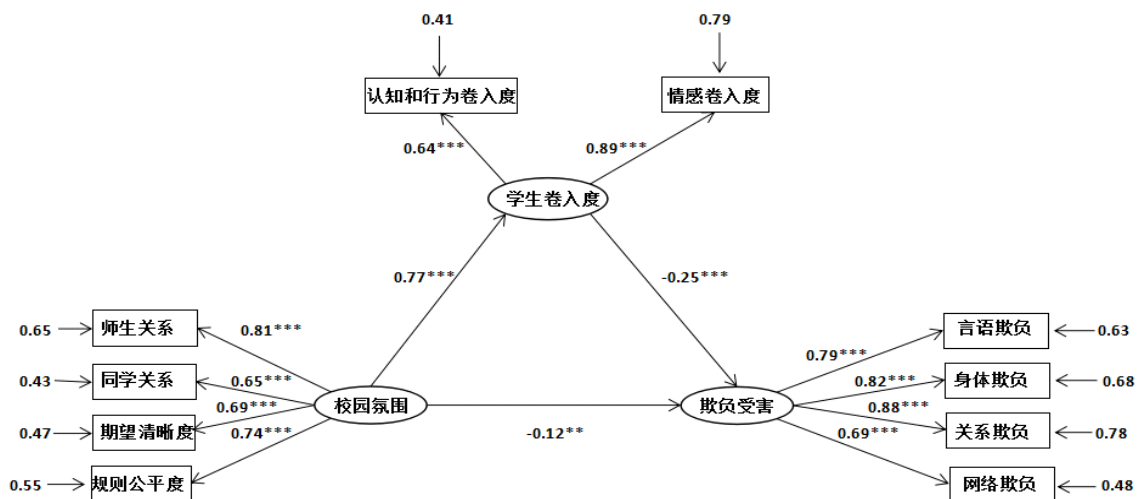 0.41
0.79
认知和行为卷入度
情感卷入度
0.64***
0.89***
学生卷入度
0.77***
-0.25***
0.65
师生关系
0.81***
言语欺负
0.63
0.79***
0.43
同学关系
0.65***
0.82***
身体欺负
0.68
0.69***
校园氛围
欺负受害
0.88***
0.47
期望清晰度
关系欺负
0.78
0.74***
-0.12**
0.69***
0.55
规则公平度
网络欺负
0.48